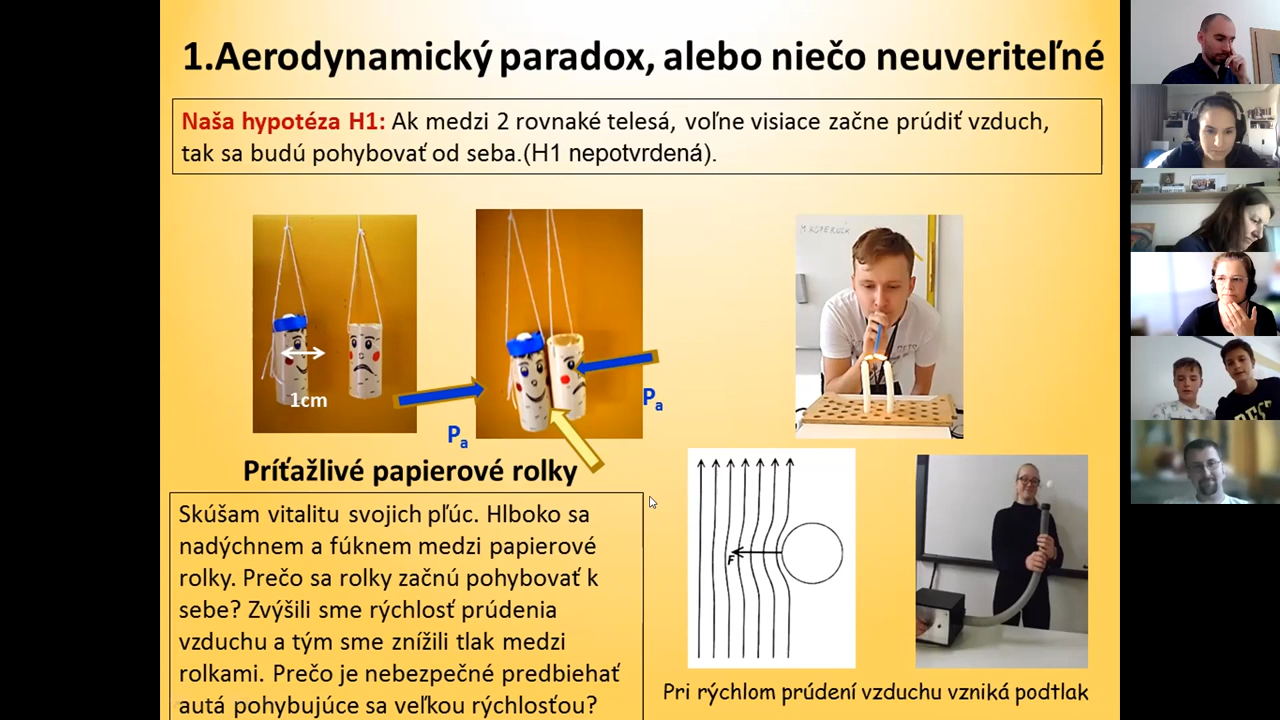 1.Aerodynamický paradox, alebo niečo neuveriteľné
Naša hypotéza H1: Ak medzi 2 rovnaké telesá, voľne visiace začne prúdiť vzduch,
tak sa budú pohybovať od seba.(H1 nepotvrdená).
1cm
Pa
Pa
M. KOPERNÍK
Príťažlivé papierové rolky
Skúšam vitalitu svojich pľúc. Hlboko sa
nadýchnem a fúknem medzi papierové
rolky. Prečo sa rolky začnú pohybovať k
sebe? Zvýšili sme rýchlosť prúdenia
vzduchu a tým sme znížili tlak medzi
rolkami. Prečo je nebezpečné predbiehať
autá pohybujúce sa veľkou rýchlosťou?
F
Pri rýchlom prúdení vzduchu vzniká podtlak